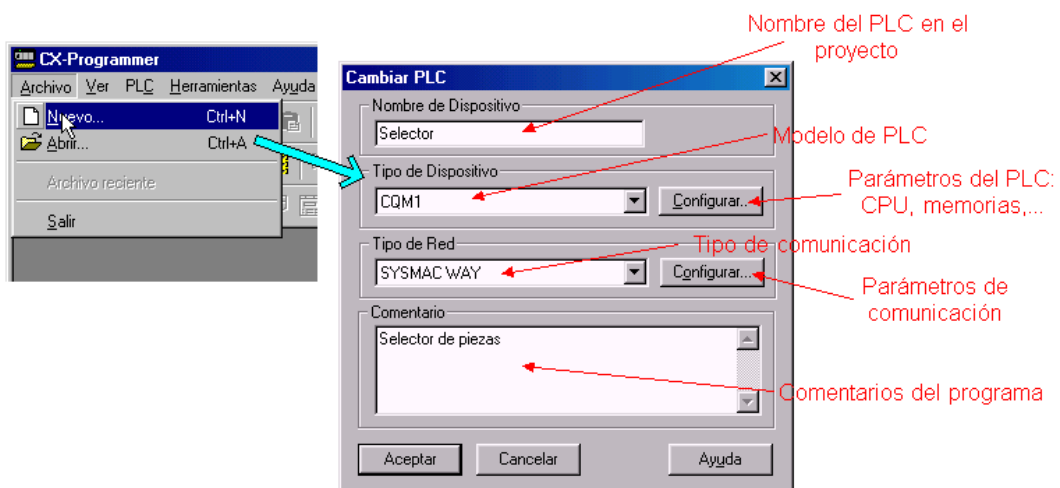 CX-Programmer
Archivo Ver PLC Herramientas Ayuda
Nuevo... Ctrl+N
Abrir... Ctrl+A
Archivo reciente
Salir
Nombre del PLC en el
proyecto
Cambiar PLC
Nombre de Dispositivo
Selector
Modelo de PLC
Tipo de Dispositivo
CQM1
Configurar...
Parámetros del PLC:
CPU, memorias,...
Tipo de Red
Tipo de comunicación
SYSMAC WAY
Configurar...
Parámetros de
comunicación
Comentario
Selector de piezas
Comentarios del programa
Aceptar Cancelar Ayuda